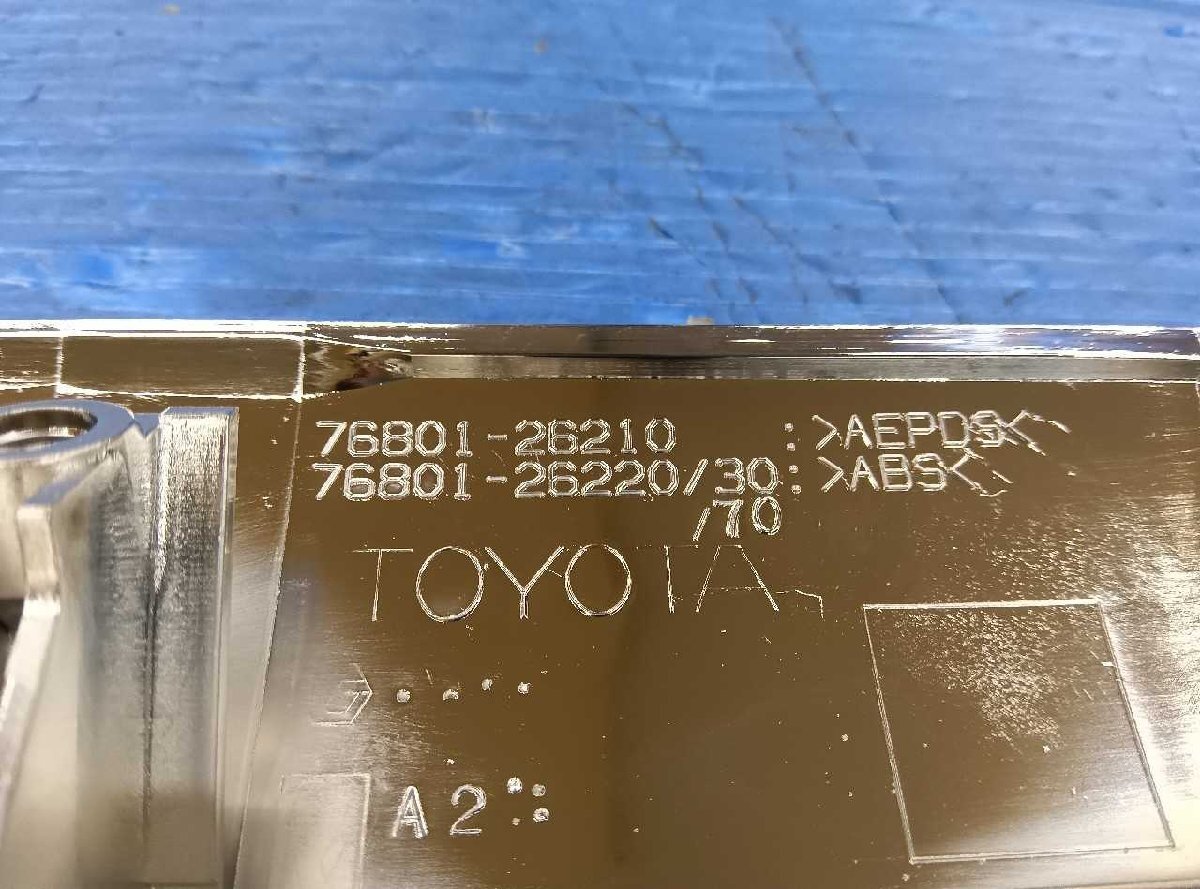 76801-26210 :>AEPDS<
76801-26220/30:>ABS<
/70
TOYOTA
A2